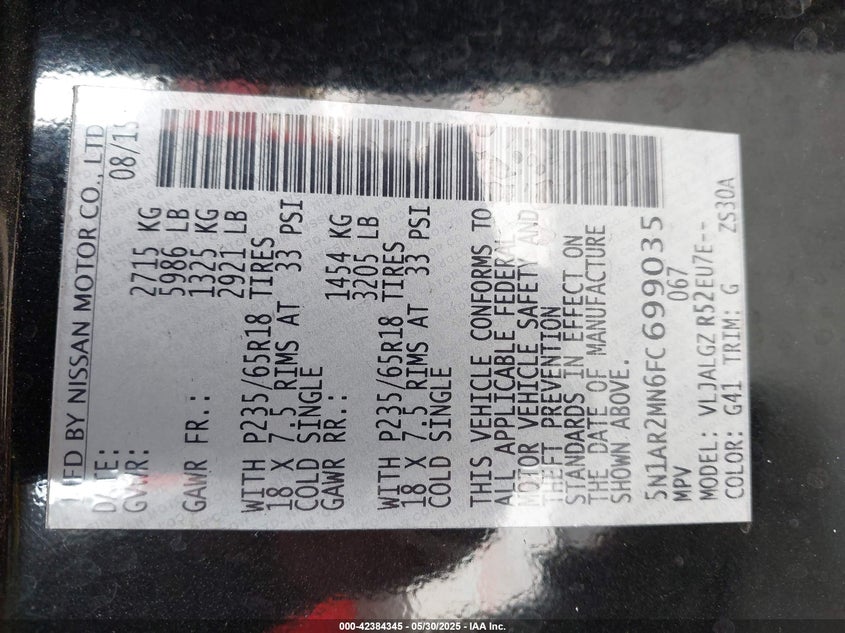 FD BY NISSAN MOTOR CO., LTD
DATE: 08/15
GVWR: 2715 KG
5986 LB
GAWR FR.: 1325 KG
2921 LB
WITH P235/65R18 TIRES
18 X 7.5 RIMS AT 33 PSI
COLD SINGLE
GAWR RR.: 1454 KG
3205 LB
WITH P235/65R18 TIRES
18 X 7.5 RIMS AT 33 PSI
COLD SINGLE
THIS VEHICLE CONFORMS TO
ALL APPLICABLE FEDERAL
MOTOR VEHICLE SAFETY AND
THEFT PREVENTION
STANDARDS IN EFFECT ON
THE DATE OF MANUFACTURE
SHOWN ABOVE.
5N1AR2MN6FC699035
MPV 067
MODEL: VLJALGZ R52EU7E--
COLOR: G41 TRIM: G ZS30A
000-42384345 - 05/30/2025 - IAA Inc.